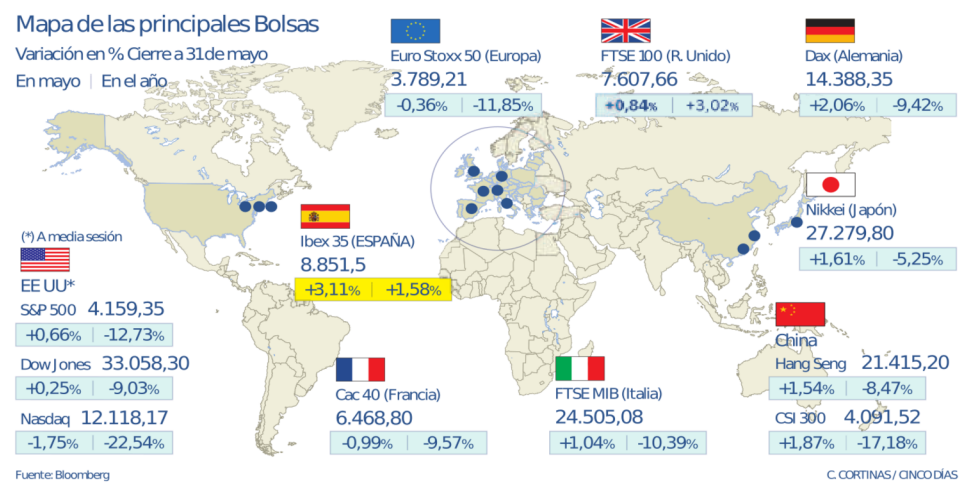 Mapa de las principales Bolsas
Variación en % Cierre a 31 de mayo
En mayo | En el año
Euro Stoxx 50 (Europa)
3.789,21
-0,36% | -11,85%
FTSE 100 (R. Unido)
7.607,66
+0,84% | +3,02%
Dax (Alemania)
14.388,35
+2,06% | -9,42%
Nikkei (Japón)
27.279,80
+1,61% | -5,25%
Ibex 35 (ESPAÑA)
8.851,5
+3,11% | +1,58%
(*) A media sesión
EE UU*
S&P 500 4.159,35
+0,66% | -12,73%
Dow Jones 33.058,30
+0,25% | -9,03%
Nasdaq 12.118,17
-1,75% | -22,54%
Cac 40 (Francia)
6.468,80
-0,99% | -9,57%
FTSE MIB (Italia)
24.505,08
+1,04% | -10,39%
China
Hang Seng 21.415,20
+1,54% | -8,47%
CSI 300 4.091,52
+1,87% | -17,18%
Fuente: Bloomberg
C. CORTINAS / CINCO DÍAS